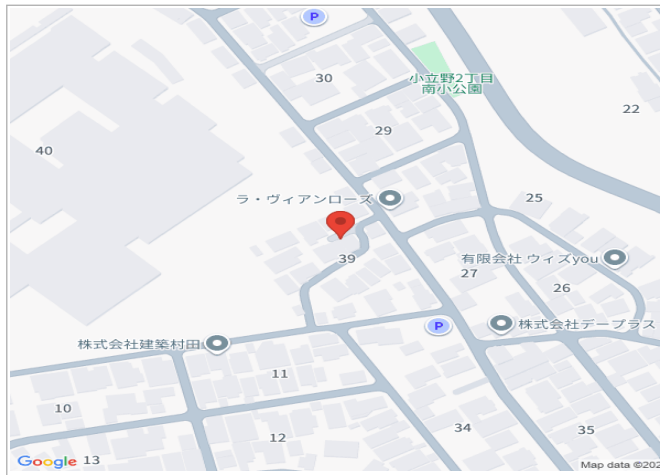 P
30
小立野2丁目
南小公園
22
29
40
ラ・ヴィアンローズ
25
39
有限会社 ウィズyou
27
26
P
株式会社デープラス
株式会社建築村田
11
10
34
12
35
13
Google
Map data ©202